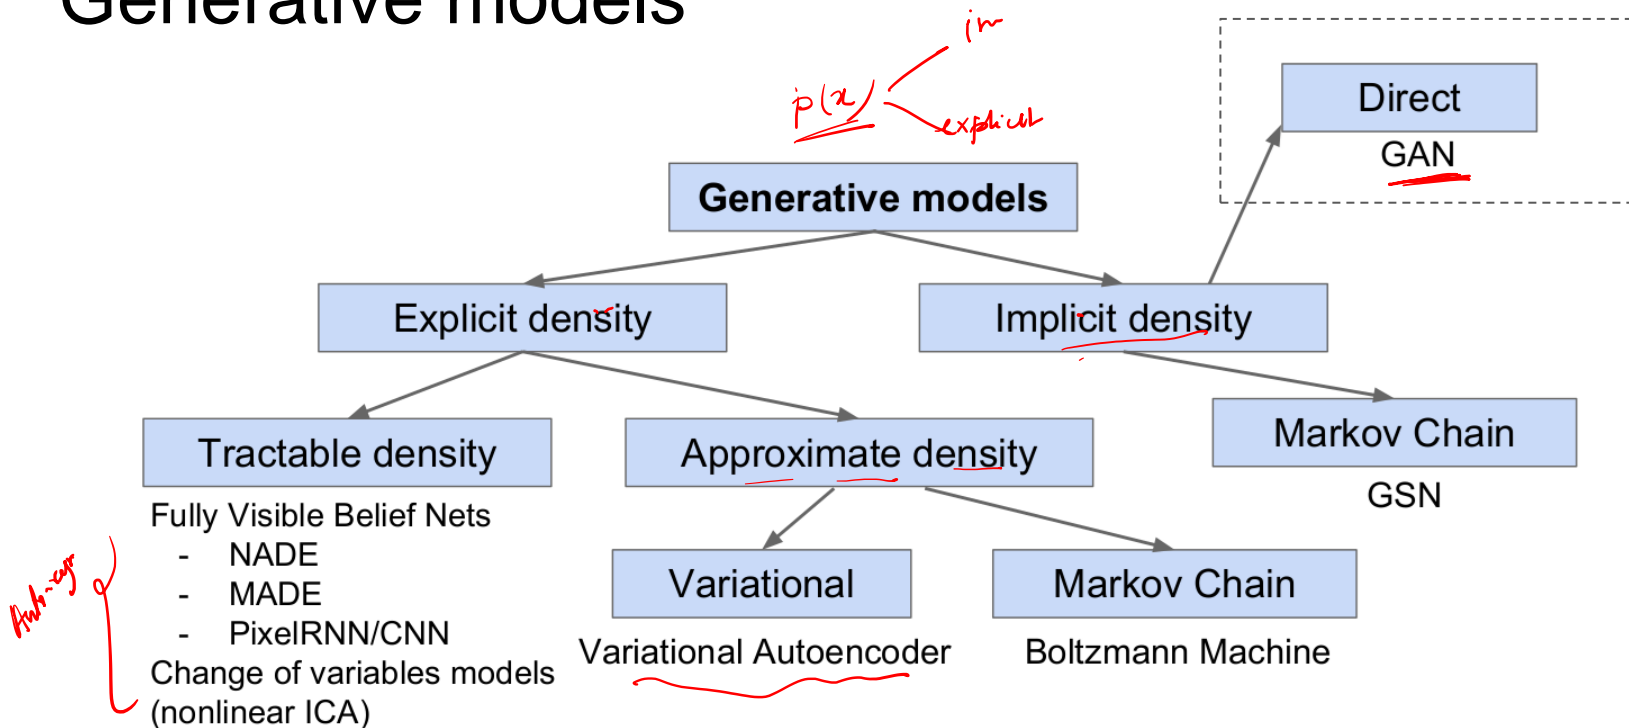 Generative models
im
p(x)
explicit
Direct
GAN
Generative models
Explicit density
Implicit density
Tractable density
Approximate density
Markov Chain
GSN
Fully Visible Belief Nets
- NADE
- MADE
- PixelRNN/CNN
Change of variables models
(nonlinear ICA)
Variational
Variational Autoencoder
Markov Chain
Boltzmann Machine